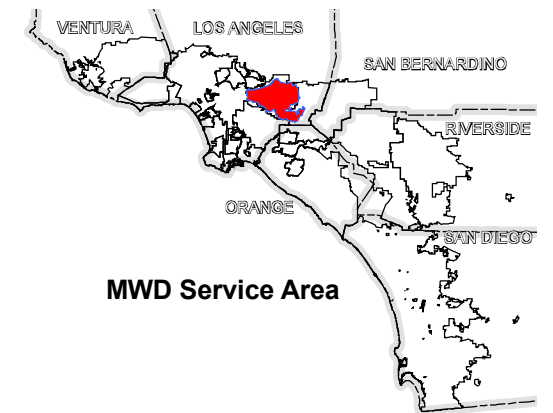 VENTURA
LOS ANGELES
SAN BERNARDINO
RIVERSIDE
ORANGE
SAN DIEGO
MWD Service Area